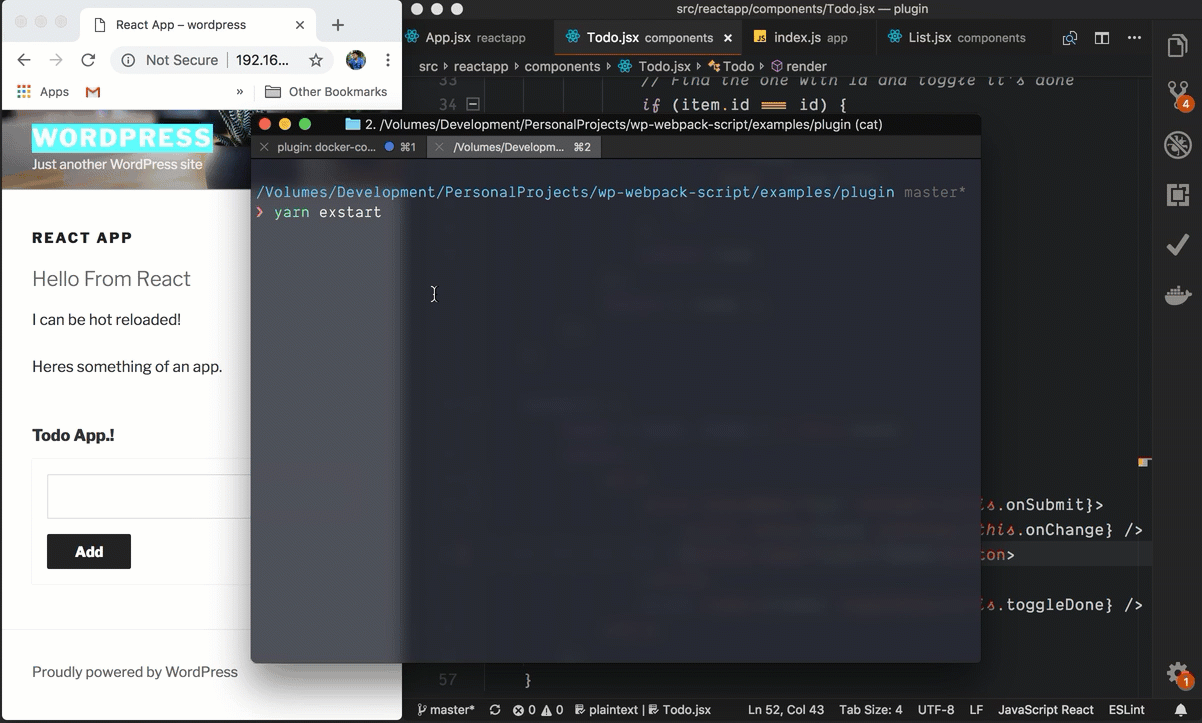 React App – wordpress
Not Secure
192.16...
Apps
»
Other Bookmarks
WORDPRESS
Just another WordPress site
REACT APP
Hello From React
I can be hot reloaded!
Heres something of an app.
Todo App.!
Add
Proudly powered by WordPress
src/reactapp/components/Todo.jsx — plugin
App.jsx reactapp
Todo.jsx components
JS index.js app
List.jsx components
src › reactapp › components › Todo.jsx › Todo › render
33 // Find the one with id and toggle it's done
34 if (item.id === id) {
2. /Volumes/Development/PersonalProjects/wp-webpack-script/examples/plugin (cat)
plugin: docker-co... ⌘1
/Volumes/Developm... ⌘2
/Volumes/Development/PersonalProjects/wp-webpack-script/examples/plugin master*
❯ yarn exstart
.onSubmit}>
this.onChange} />
ton>
.toggleDone} />
57 }
4
1
master* 0 0 plaintext | Todo.jsx Ln 52, Col 43 Tab Size: 4 UTF-8 LF JavaScript React ESLint